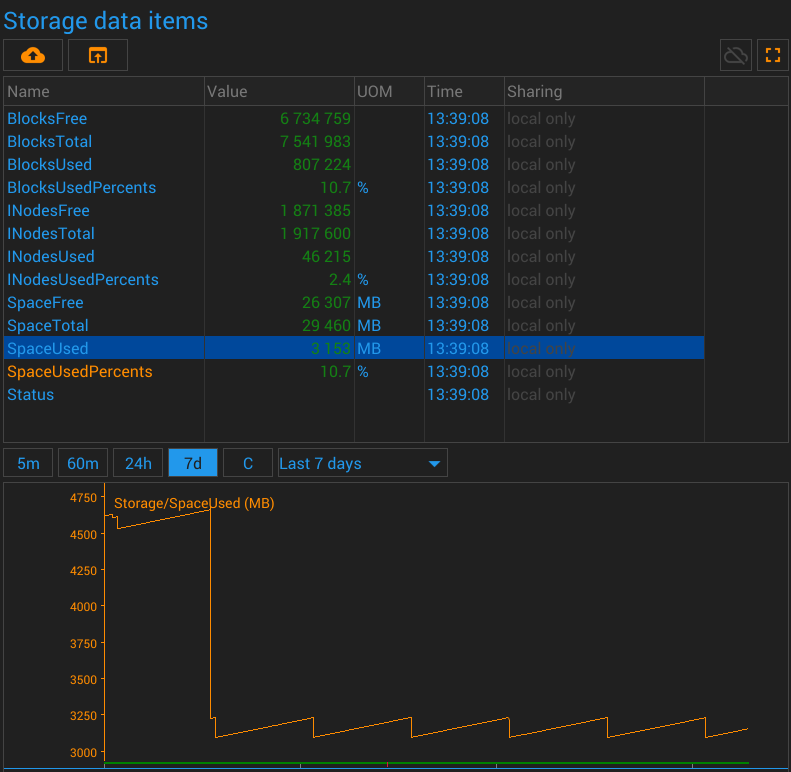 Storage data items
Name Value UOM Time Sharing
BlocksFree 6 734 759 13:39:08 local only
BlocksTotal 7 541 983 13:39:08 local only
BlocksUsed 807 224 13:39:08 local only
BlocksUsedPercents 10.7 % 13:39:08 local only
INodesFree 1 871 385 13:39:08 local only
INodesTotal 1 917 600 13:39:08 local only
INodesUsed 46 215 13:39:08 local only
INodesUsedPercents 2.4 % 13:39:08 local only
SpaceFree 26 307 MB 13:39:08 local only
SpaceTotal 29 460 MB 13:39:08 local only
SpaceUsed 3 153 MB 13:39:08 local only
SpaceUsedPercents 10.7 % 13:39:08 local only
Status 13:39:08 local only
5m 60m 24h 7d C Last 7 days
Storage/SpaceUsed (MB)
4750
4500
4250
4000
3750
3500
3250
3000